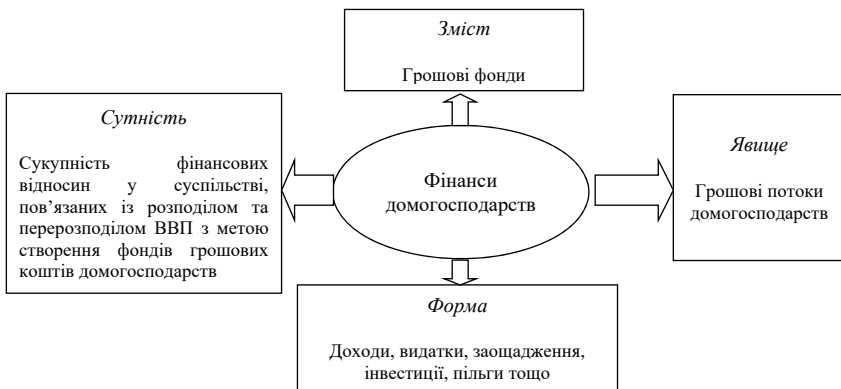 Зміст
Грошові фонди
Сутність
Сукупність фінансових
відносин у суспільстві,
пов’язаних із розподілом та
перерозподілом ВВП з метою
створення фондів грошових
коштів домогосподарств
Фінанси
домогосподарств
Явище
Грошові потоки
домогосподарств
Форма
Доходи, видатки, заощадження,
інвестиції, пільги тощо